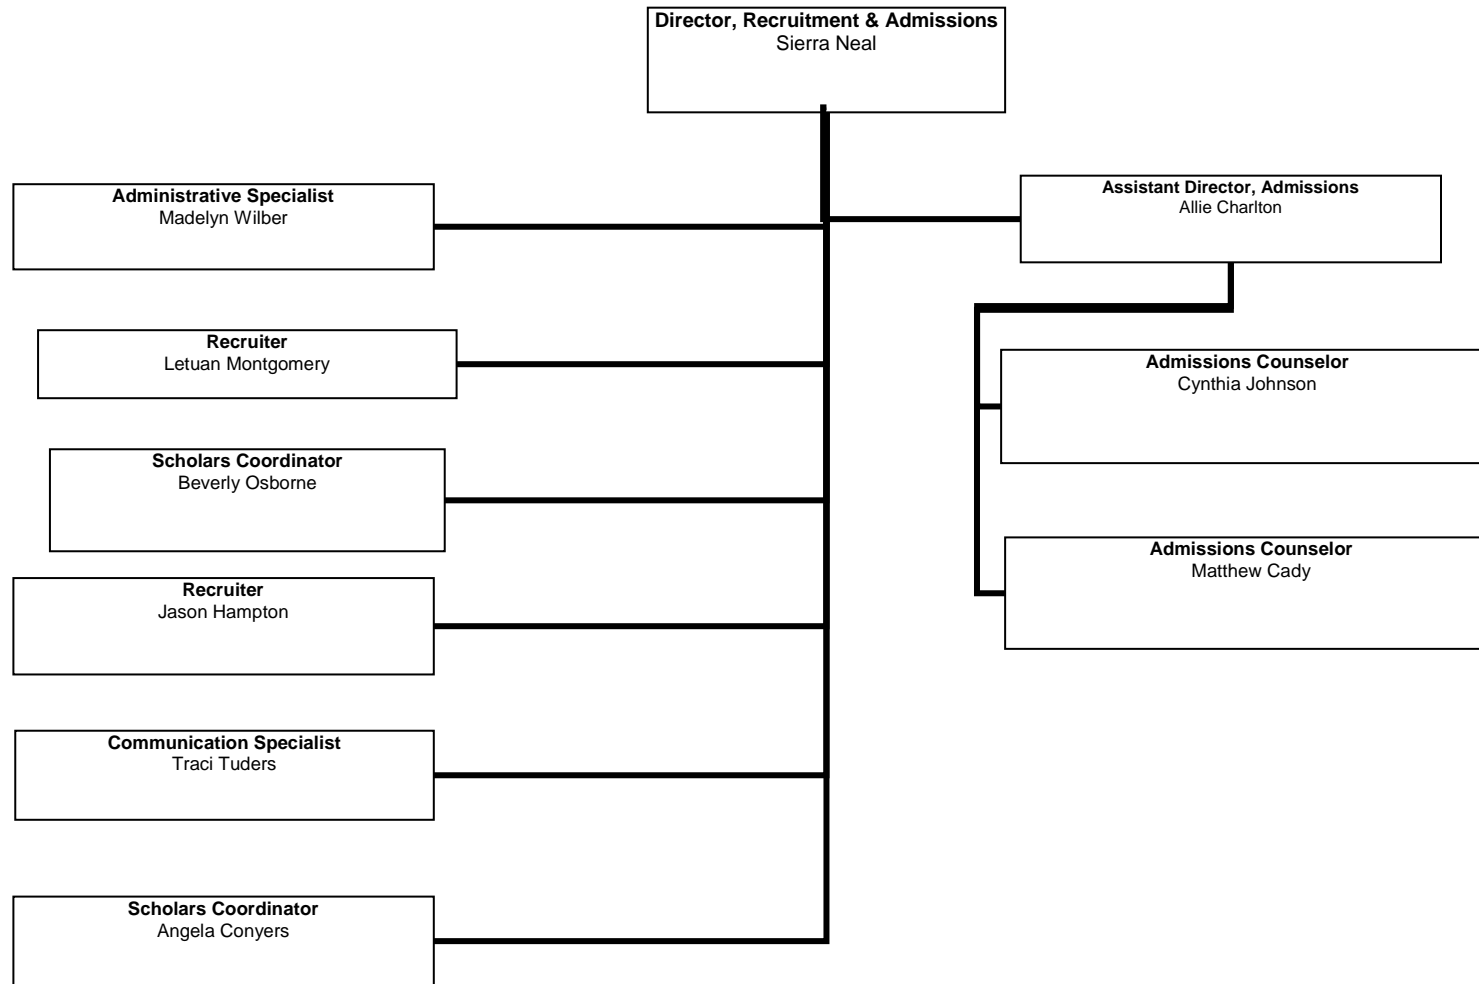 Director, Recruitment & Admissions
Sierra Neal
Administrative Specialist
Madelyn Wilber
Assistant Director, Admissions
Allie Charlton
Recruiter
Letuan Montgomery
Admissions Counselor
Cynthia Johnson
Scholars Coordinator
Beverly Osborne
Admissions Counselor
Matthew Cady
Recruiter
Jason Hampton
Communication Specialist
Traci Tuders
Scholars Coordinator
Angela Conyers